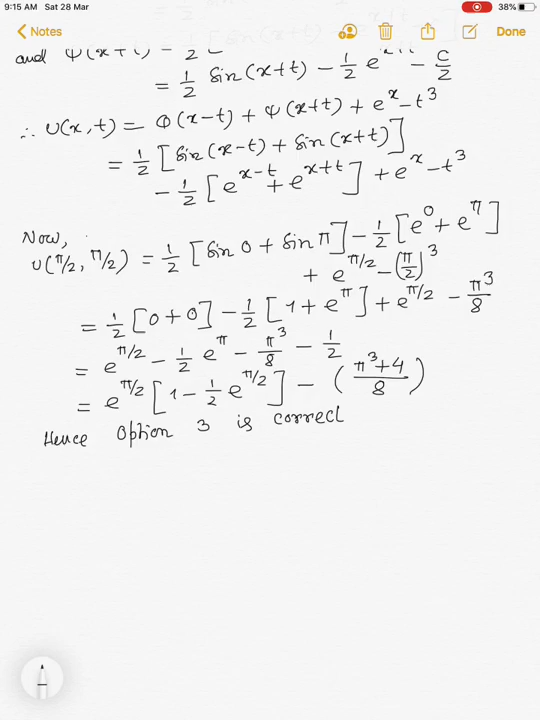 9:15 AM Sat 28 Mar 38%
Notes Done
and ψ(x+t) =
= 1/2 sin(x+t) - 1/2 e^(x+t) - c/2
∴ u(x,t) = φ(x-t) + ψ(x+t) + e^x - t^3
= 1/2 [sin(x-t) + sin(x+t)]
- 1/2 [e^(x-t) + e^(x+t)] + e^x - t^3
Now,
u(π/2, π/2) = 1/2 [sin 0 + sin π] - 1/2 [e^0 + e^π]
+ e^(π/2) - (π/2)^3
= 1/2 [0+0] - 1/2 [1 + e^π] + e^(π/2) - π^3/8
= e^(π/2) - 1/2 e^π - π^3/8 - 1/2
= e^(π/2) [1 - 1/2 e^(π/2)] - (π^3+4 / 8)
Hence Option 3 is correct